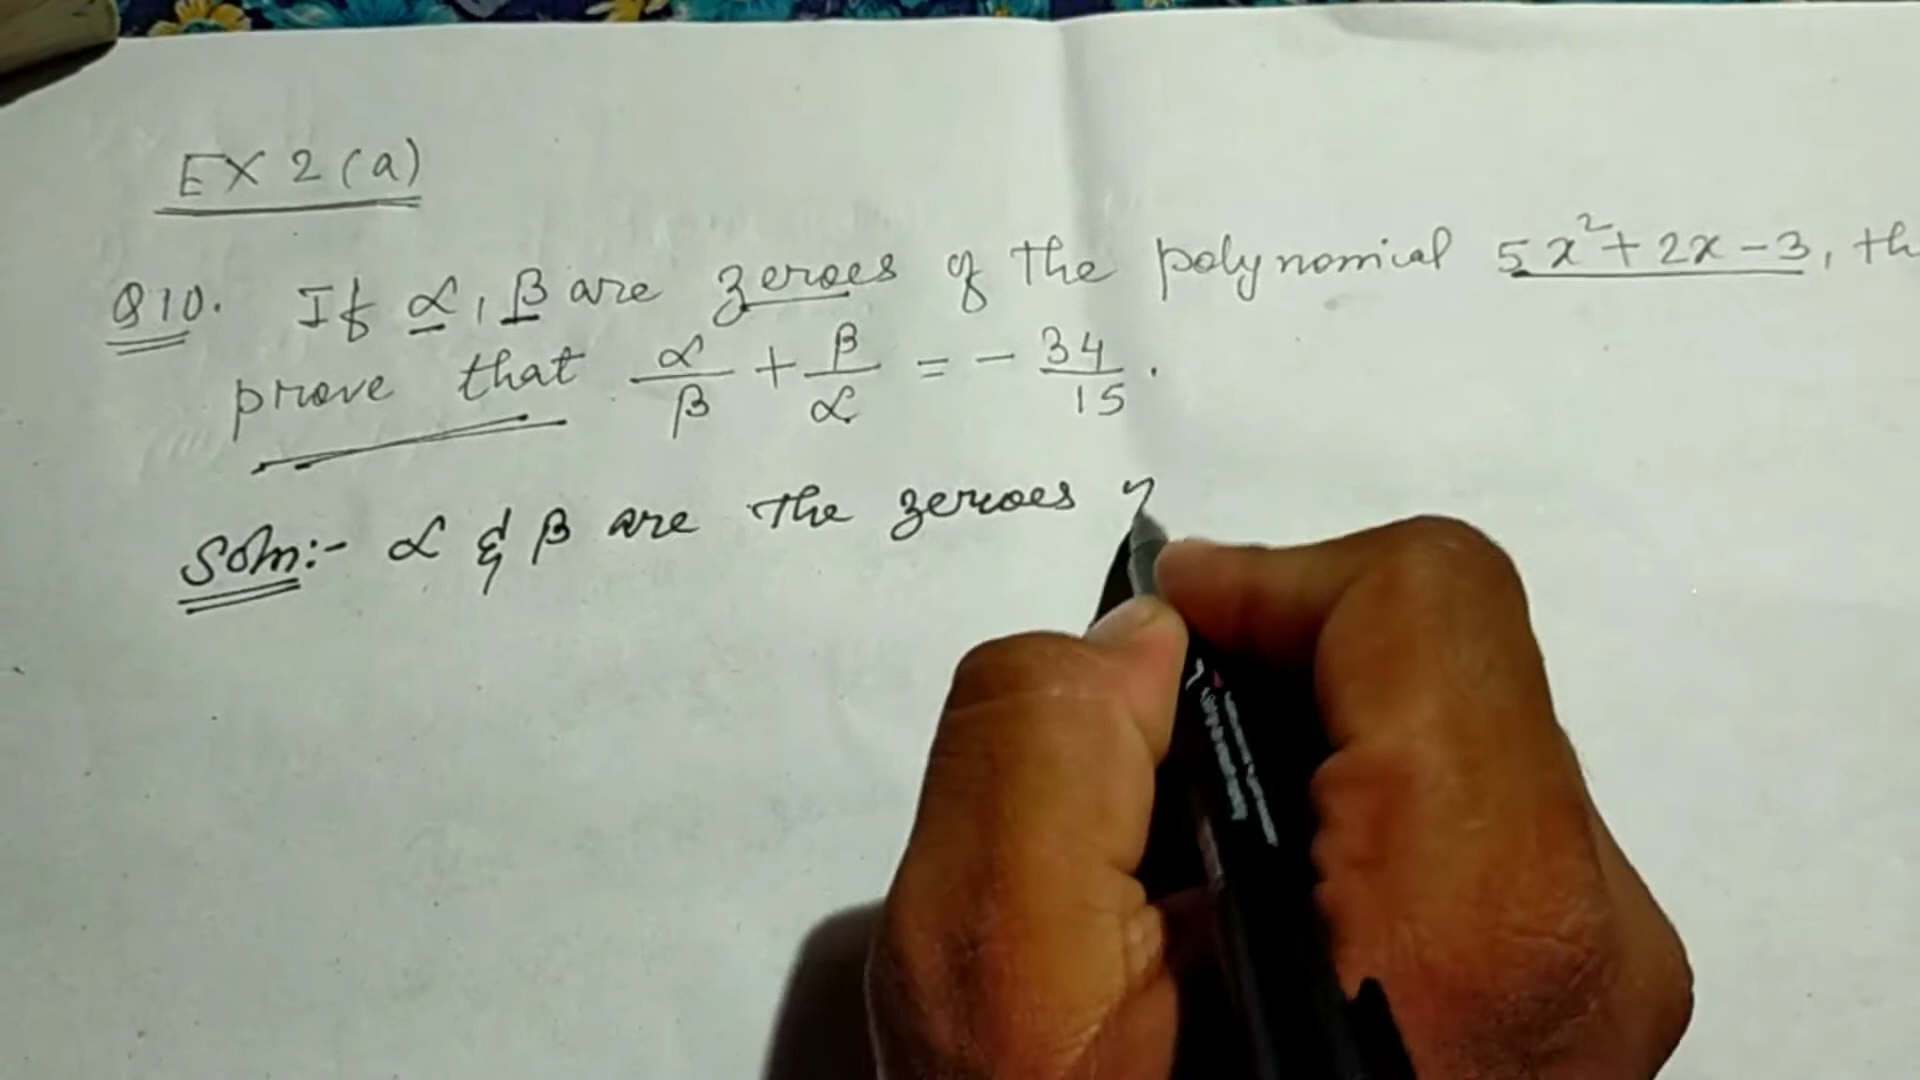 EX 2 (a)
Q10. If α, β are zeroes of the polynomial 5x²+2x-3, th
prove that α/β + β/α = - 34/15.
Soln:- α & β are the zeroes